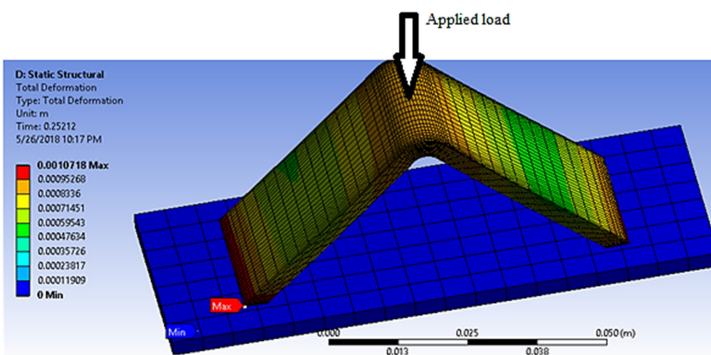 Applied load
D: Static Structural
Total Deformation
Type: Total Deformation
Unit: m
Time: 0.25212
5/26/2018 10:17 PM
0.0010718 Max
0.00095268
0.0008336
0.00071451
0.00059543
0.00047634
0.00035726
0.00023817
0.00011909
0 Min
Max
Min
0.000
0.025
0.050 (m)
0.013
0.038